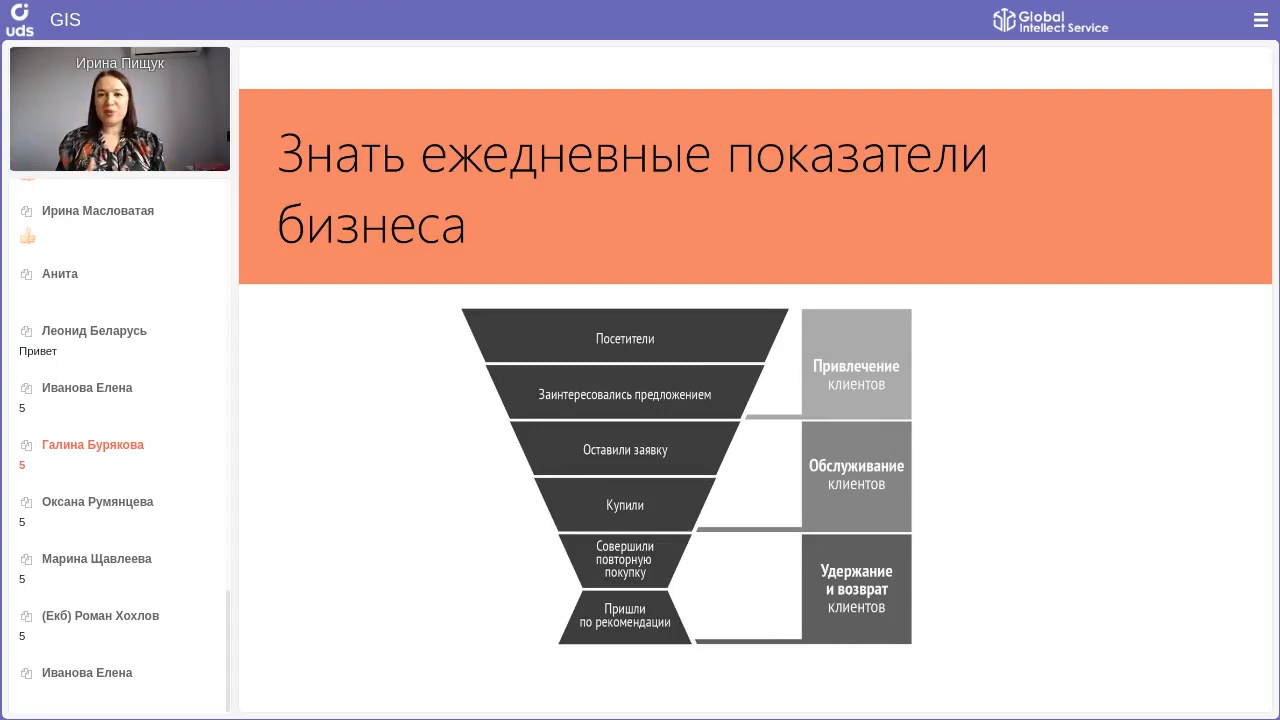 uds
GIS
Global
Intellect Service
Ирина Пищук
Ирина Масловатая
Анита
Леонид Беларусь
Привет
Иванова Елена
5
Галина Бурякова
5
Оксана Румянцева
5
Марина Щавлеева
5
(Екб) Роман Хохлов
5
Иванова Елена
Знать ежедневные показатели
бизнеса
Посетители
Заинтересовались предложением
Оставили заявку
Купили
Совершили
повторную
покупку
Пришли
по рекомендации
Привлечение
клиентов
Обслуживание
клиентов
Удержание
и возврат
клиентов